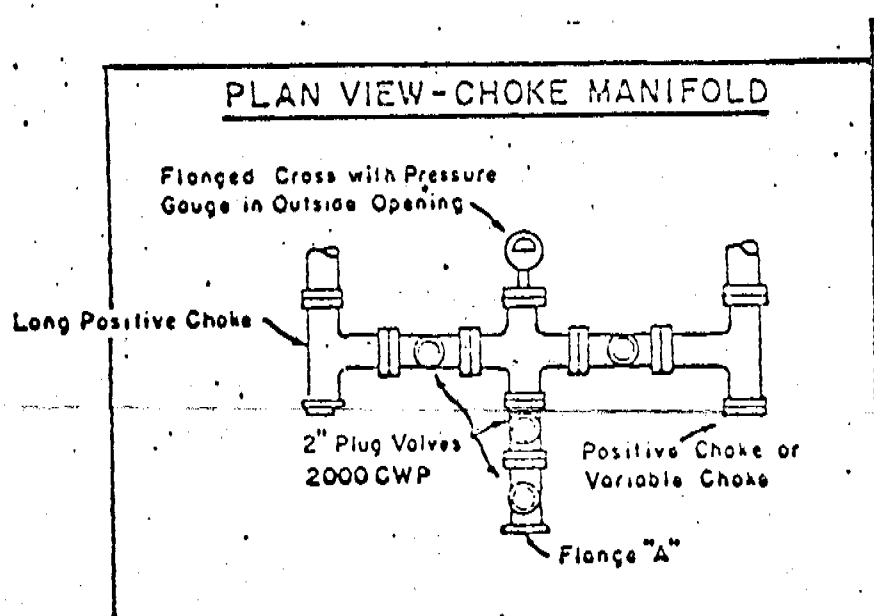 PLAN VIEW-CHOKE MANIFOLD
Flanged Cross with Pressure
Gauge in Outside Opening
Long Positive Choke
2" Plug Valves
2000 CWP
Positive Choke or
Variable Choke
Flange "A"